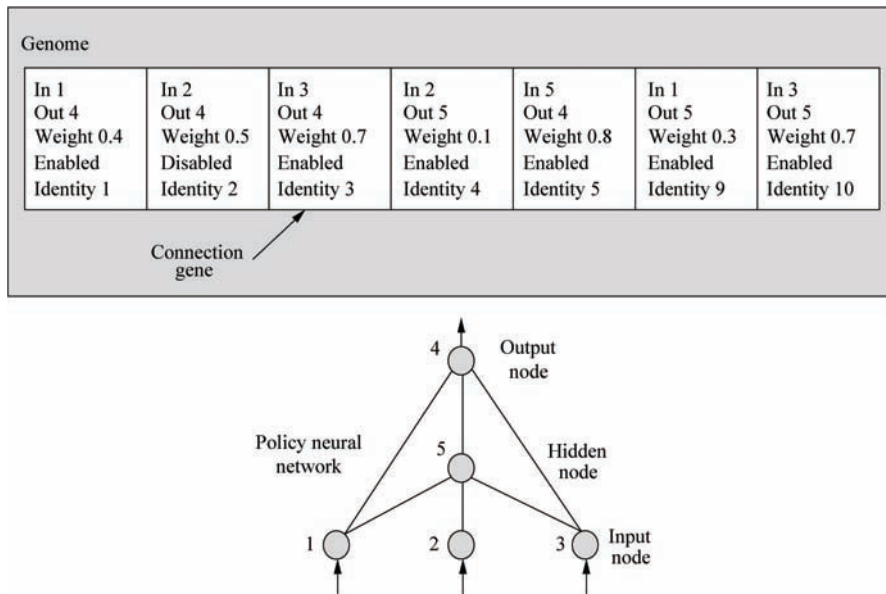 Genome
In 1
Out 4
Weight 0.4
Enabled
Identity 1
In 2
Out 4
Weight 0.5
Disabled
Identity 2
In 3
Out 4
Weight 0.7
Enabled
Identity 3
In 2
Out 5
Weight 0.1
Enabled
Identity 4
In 5
Out 4
Weight 0.8
Enabled
Identity 5
In 1
Out 5
Weight 0.3
Enabled
Identity 9
In 3
Out 5
Weight 0.7
Enabled
Identity 10
Connection
gene
4
Output
node
Policy neural
network
5
Hidden
node
1
2
3
Input
node